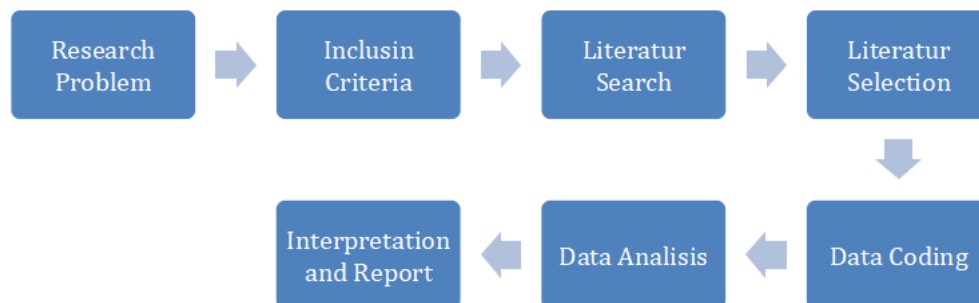 Research
Problem
Inclusin
Criteria
Literatur
Search
Literatur
Selection
Data Coding
Data Analisis
Interpretation
and Report